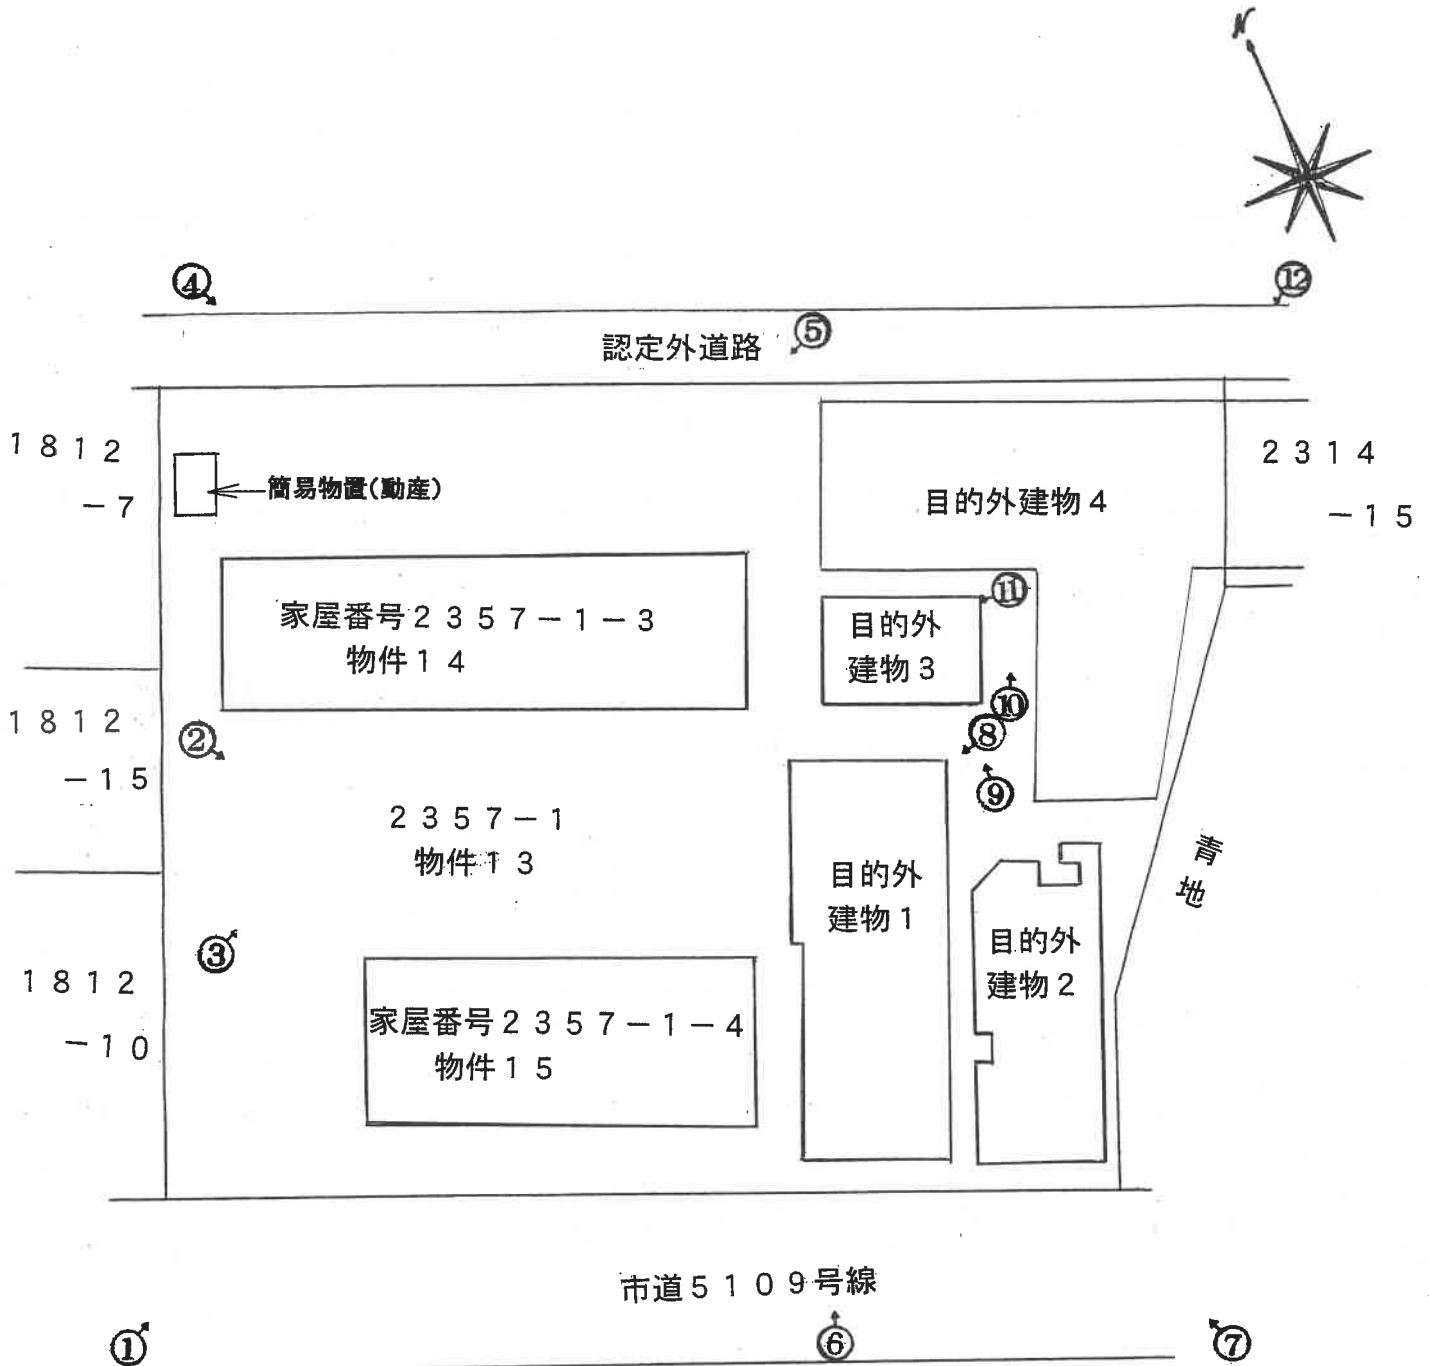 N
④
⑫
⑤
認定外道路
1812
−7
簡易物置(動産)
目的外建物4
2314
−15
家屋番号2357−1−3
物件14
目的外
建物3
⑪
⑩
1812
−15
②
⑧
⑨
2357−1
物件13
目的外
建物1
目的外
建物2
青
地
③
1812
−10
家屋番号2357−1−4
物件15
市道5109号線
①
⑥
⑦